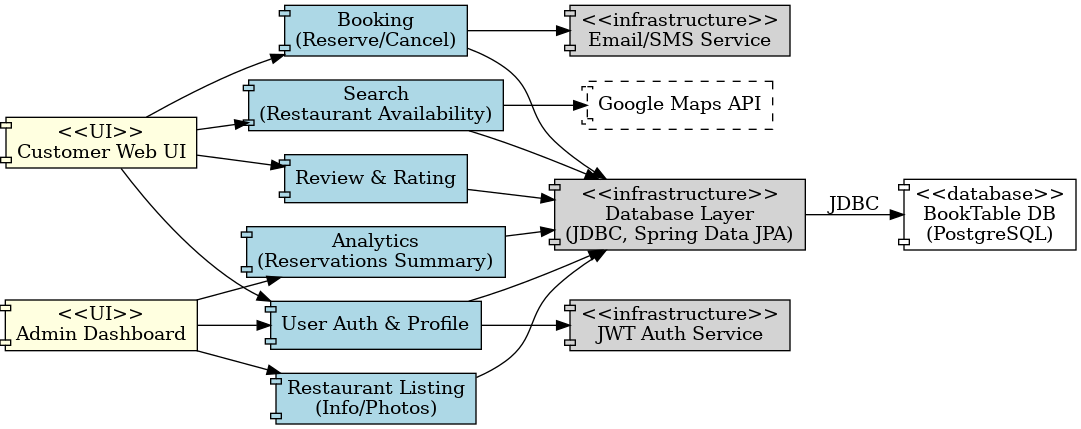 Booking
(Reserve/Cancel)
<<infrastructure>>
Email/SMS Service
Search
(Restaurant Availability)
Google Maps API
<<UI>>
Customer Web UI
Review & Rating
<<infrastructure>>
Database Layer
(JDBC, Spring Data JPA)
JDBC
<<database>>
BookTable DB
(PostgreSQL)
Analytics
(Reservations Summary)
<<UI>>
Admin Dashboard
User Auth & Profile
<<infrastructure>>
JWT Auth Service
Restaurant Listing
(Info/Photos)